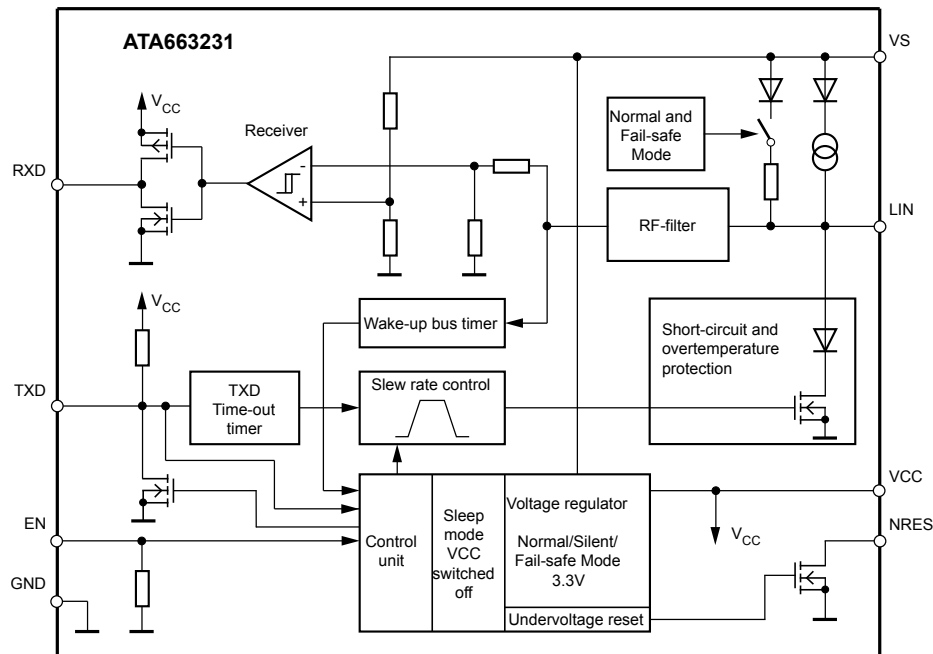 ATA663231
VS
VCC
Receiver
Normal and
Fail-safe
Mode
RXD
-
+
RF-filter
LIN
VCC
Wake-up bus timer
Short-circuit and
overtemperature
protection
TXD
TXD
Time-out
timer
Slew rate control
VCC
EN
Control
unit
Sleep
mode
VCC
switched
off
Voltage regulator
Normal/Silent/
Fail-safe Mode
3.3V
VCC
NRES
GND
Undervoltage reset